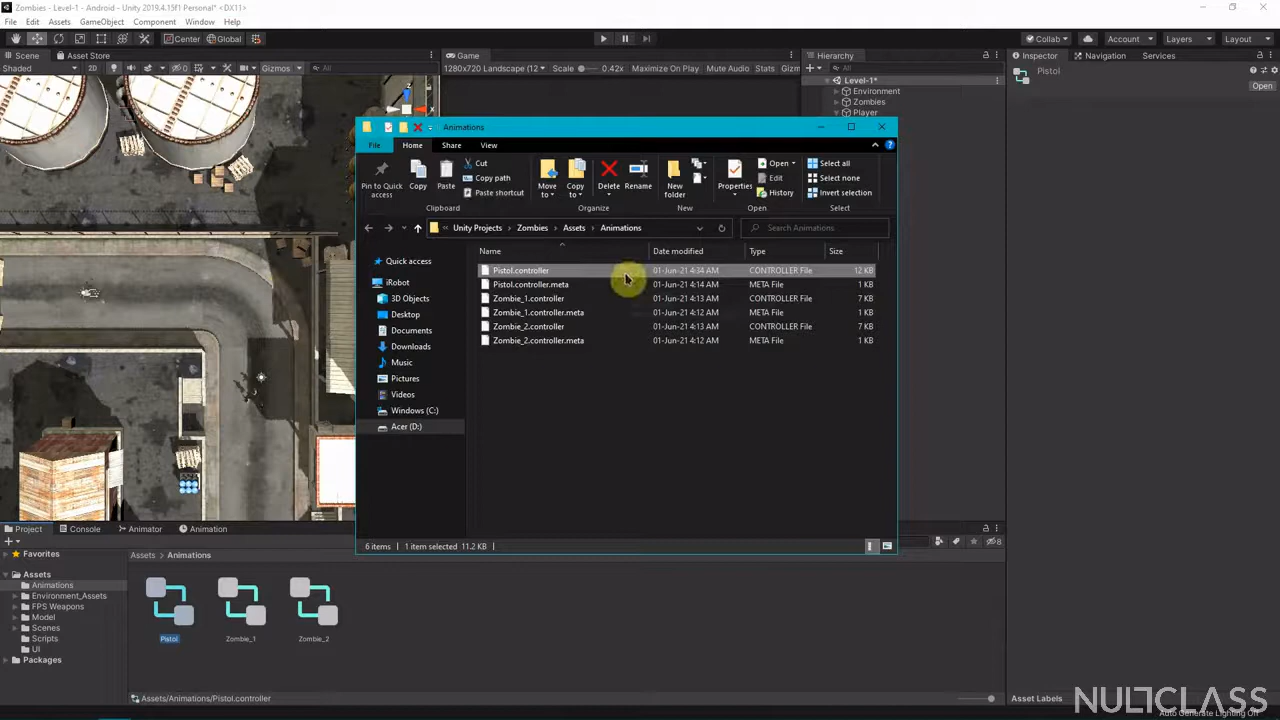 Zombies - Level-1 - Android - Unity 2019.4.15f1 Personal* <DX11>
File Edit Assets GameObject Component Window Help
Center Global Collab Account Layers Layout
Scene Asset Store Game Hierarchy Inspector Navigation Services
Shaded 2D 0 Gizmos All 1280x720 Landscape (12 Scale 0.42x Maximize On Play Mute Audio Stats Gizm All Pistol
Level-1* Open
Environment
Zombies
Player
Animations
File Home Share View
Pin to Quick access Copy Paste Cut Copy path Paste shortcut Move to Copy to Delete Rename New folder Properties Open Edit History Select all Select none Invert selection
Clipboard Organize New Open Select
Unity Projects Zombies Assets Animations Search Animations
Name Date modified Type Size
Quick access
iRobot
3D Objects
Desktop
Documents
Downloads
Music
Pictures
Videos
Windows (C:)
Acer (D:)
Pistol.controller 01-Jun-21 4:34 AM CONTROLLER File 12 KB
Pistol.controller.meta 01-Jun-21 4:14 AM META File 1 KB
Zombie_1.controller 01-Jun-21 4:13 AM CONTROLLER File 7 KB
Zombie_1.controller.meta 01-Jun-21 4:12 AM META File 1 KB
Zombie_2.controller 01-Jun-21 4:13 AM CONTROLLER File 7 KB
Zombie_2.controller.meta 01-Jun-21 4:12 AM META File 1 KB
6 items 1 item selected 11.2 KB
Project Console Animator Animation
8
Favorites Assets Animations
Assets
Animations
Environment_Assets
FPS Weapons
Model
Scenes
Scripts
UI
Packages
Pistol Zombie_1 Zombie_2
Assets/Animations/Pistol.controller
Asset Labels
NULLCLASS
Auto Generate Lighting Off